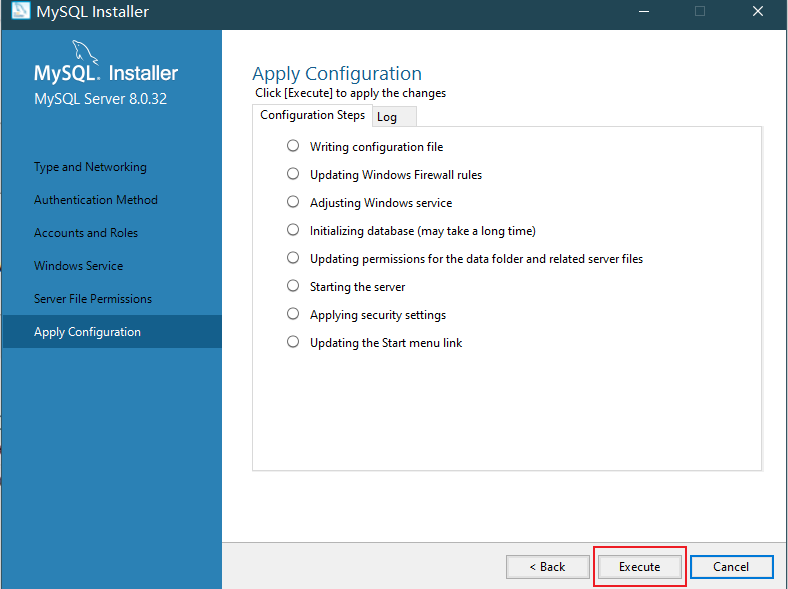 MySQL Installer
MySQL. Installer
MySQL Server 8.0.32
Type and Networking
Authentication Method
Accounts and Roles
Windows Service
Server File Permissions
Apply Configuration
Apply Configuration
Click [Execute] to apply the changes
Configuration Steps Log
Writing configuration file
Updating Windows Firewall rules
Adjusting Windows service
Initializing database (may take a long time)
Updating permissions for the data folder and related server files
Starting the server
Applying security settings
Updating the Start menu link
< Back Execute Cancel